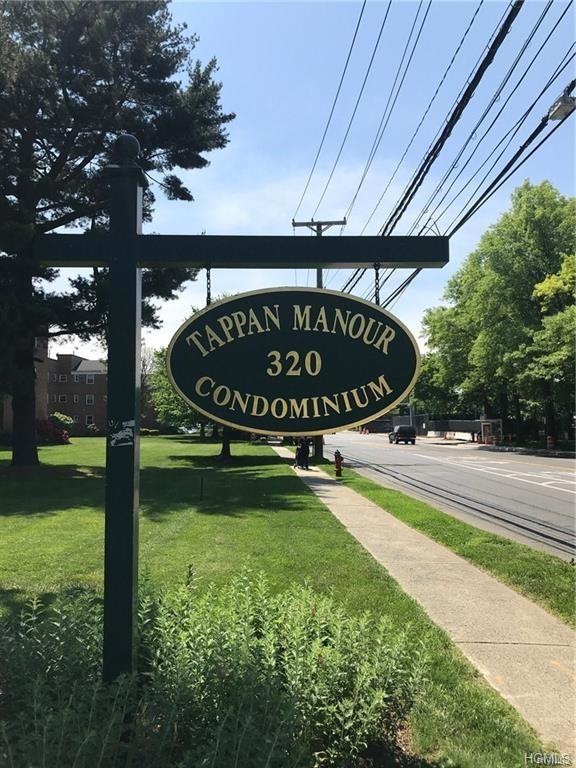 TAPPAN MANOUR
320
CONDOMINIUM
HGMLS